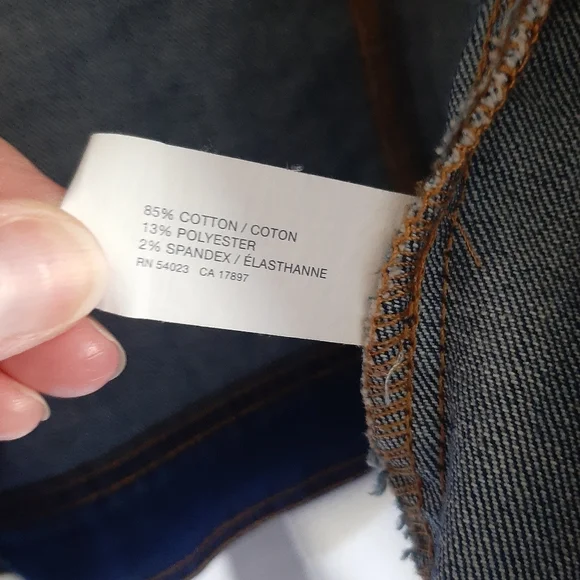 85% COTTON / COTON
13% POLYESTER
2% SPANDEX / ÉLASTHANNE
RN 54023 CA 17897